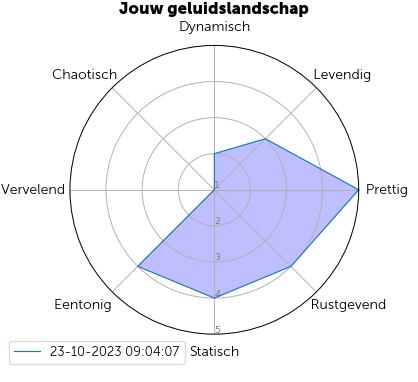 Jouw geluidslandschap
Dynamisch
Chaotisch
Levendig
Vervelend
1
Prettig
2
3
4
Eentonig
Rustgevend
5
23-10-2023 09:04:07
Statisch